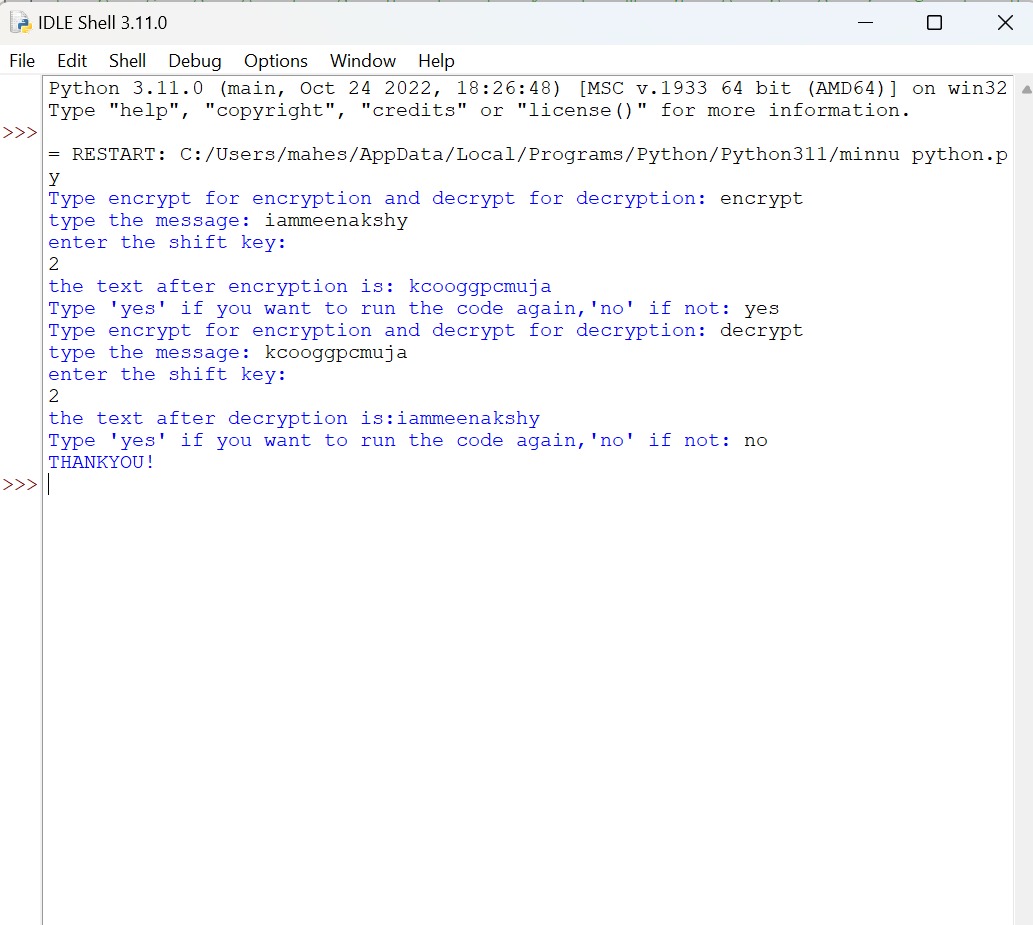 IDLE Shell 3.11.0
File Edit Shell Debug Options Window Help
Python 3.11.0 (main, Oct 24 2022, 18:26:48) [MSC v.1933 64 bit (AMD64)] on win32
Type "help", "copyright", "credits" or "license()" for more information.
>>>
= RESTART: C:/Users/mahes/AppData/Local/Programs/Python/Python311/minnu python.p
y
Type encrypt for encryption and decrypt for decryption: encrypt
type the message: iammeenakshy
enter the shift key:
2
the text after encryption is: kcooggpcmuja
Type 'yes' if you want to run the code again,'no' if not: yes
Type encrypt for encryption and decrypt for decryption: decrypt
type the message: kcooggpcmuja
enter the shift key:
2
the text after decryption is:iammeenakshy
Type 'yes' if you want to run the code again,'no' if not: no
THANKYOU!
>>>